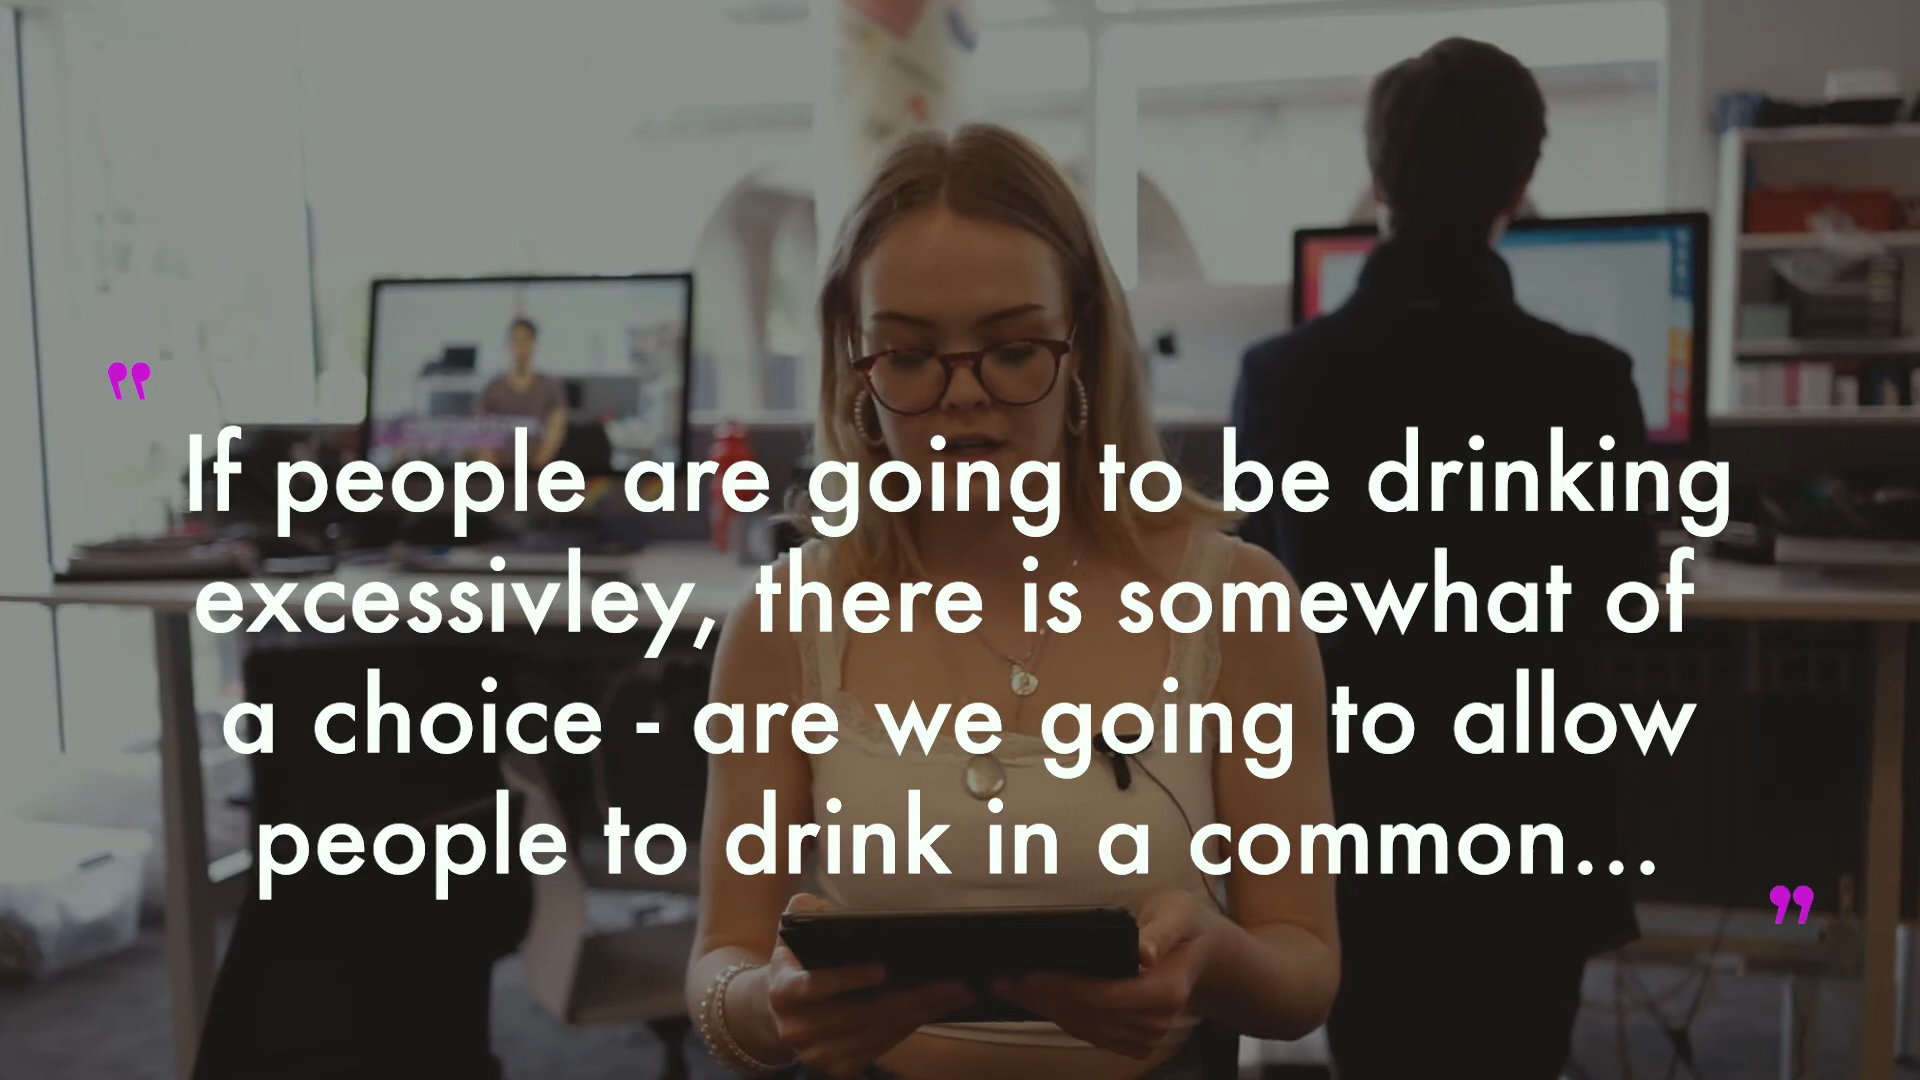 "
If people are going to be drinking
excessivley, there is somewhat of
a choice - are we going to allow
people to drink in a common...
"